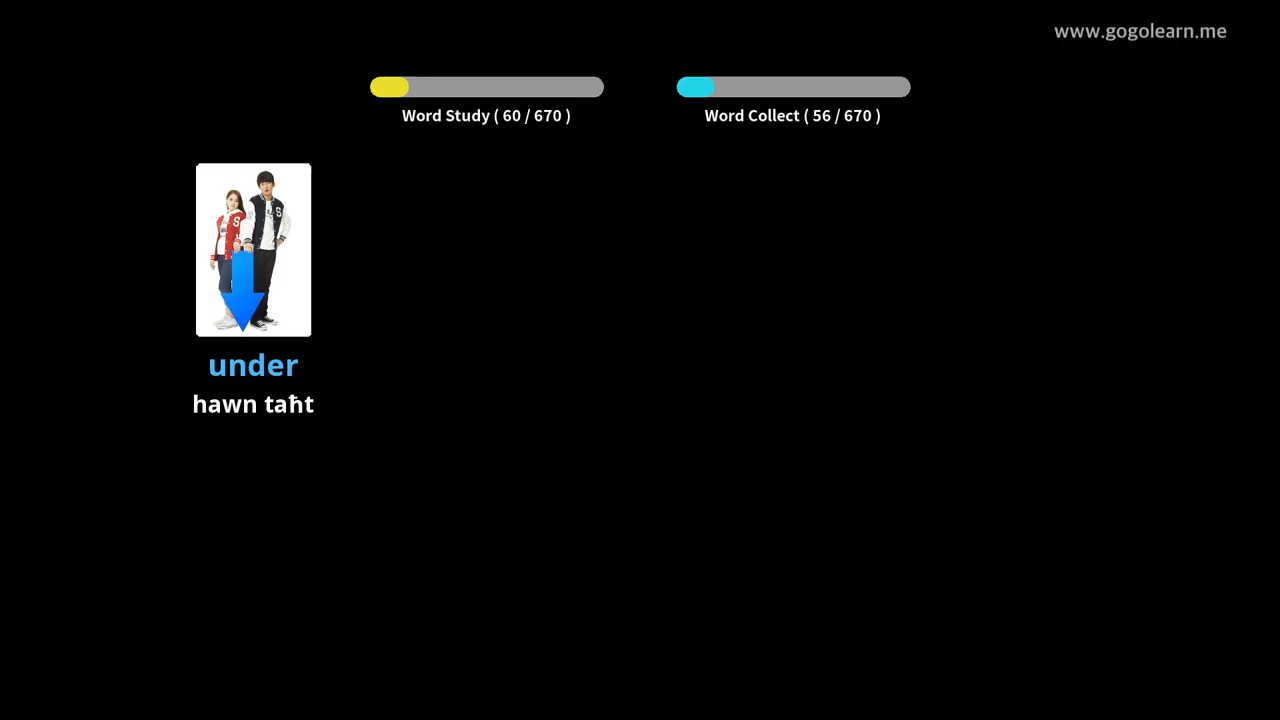 www.gogolearn.me
Word Study ( 60 / 670 )
Word Collect ( 56 / 670 )
S
S
under
hawn taħt